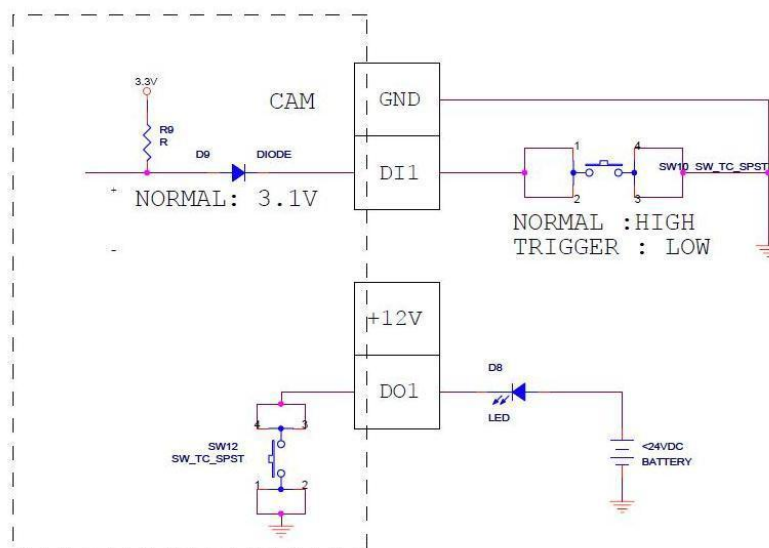 3.3V
CAM
GND
R9
R
D9
DIODE
DI1
1
4
SW10 SW_TC_SPST
+
NORMAL: 3.1V
2
3
NORMAL :HIGH
TRIGGER : LOW
-
+12V
D8
DO1
LED
4
3
<24VDC
BATTERY
SW12
SW_TC_SPST
1
2